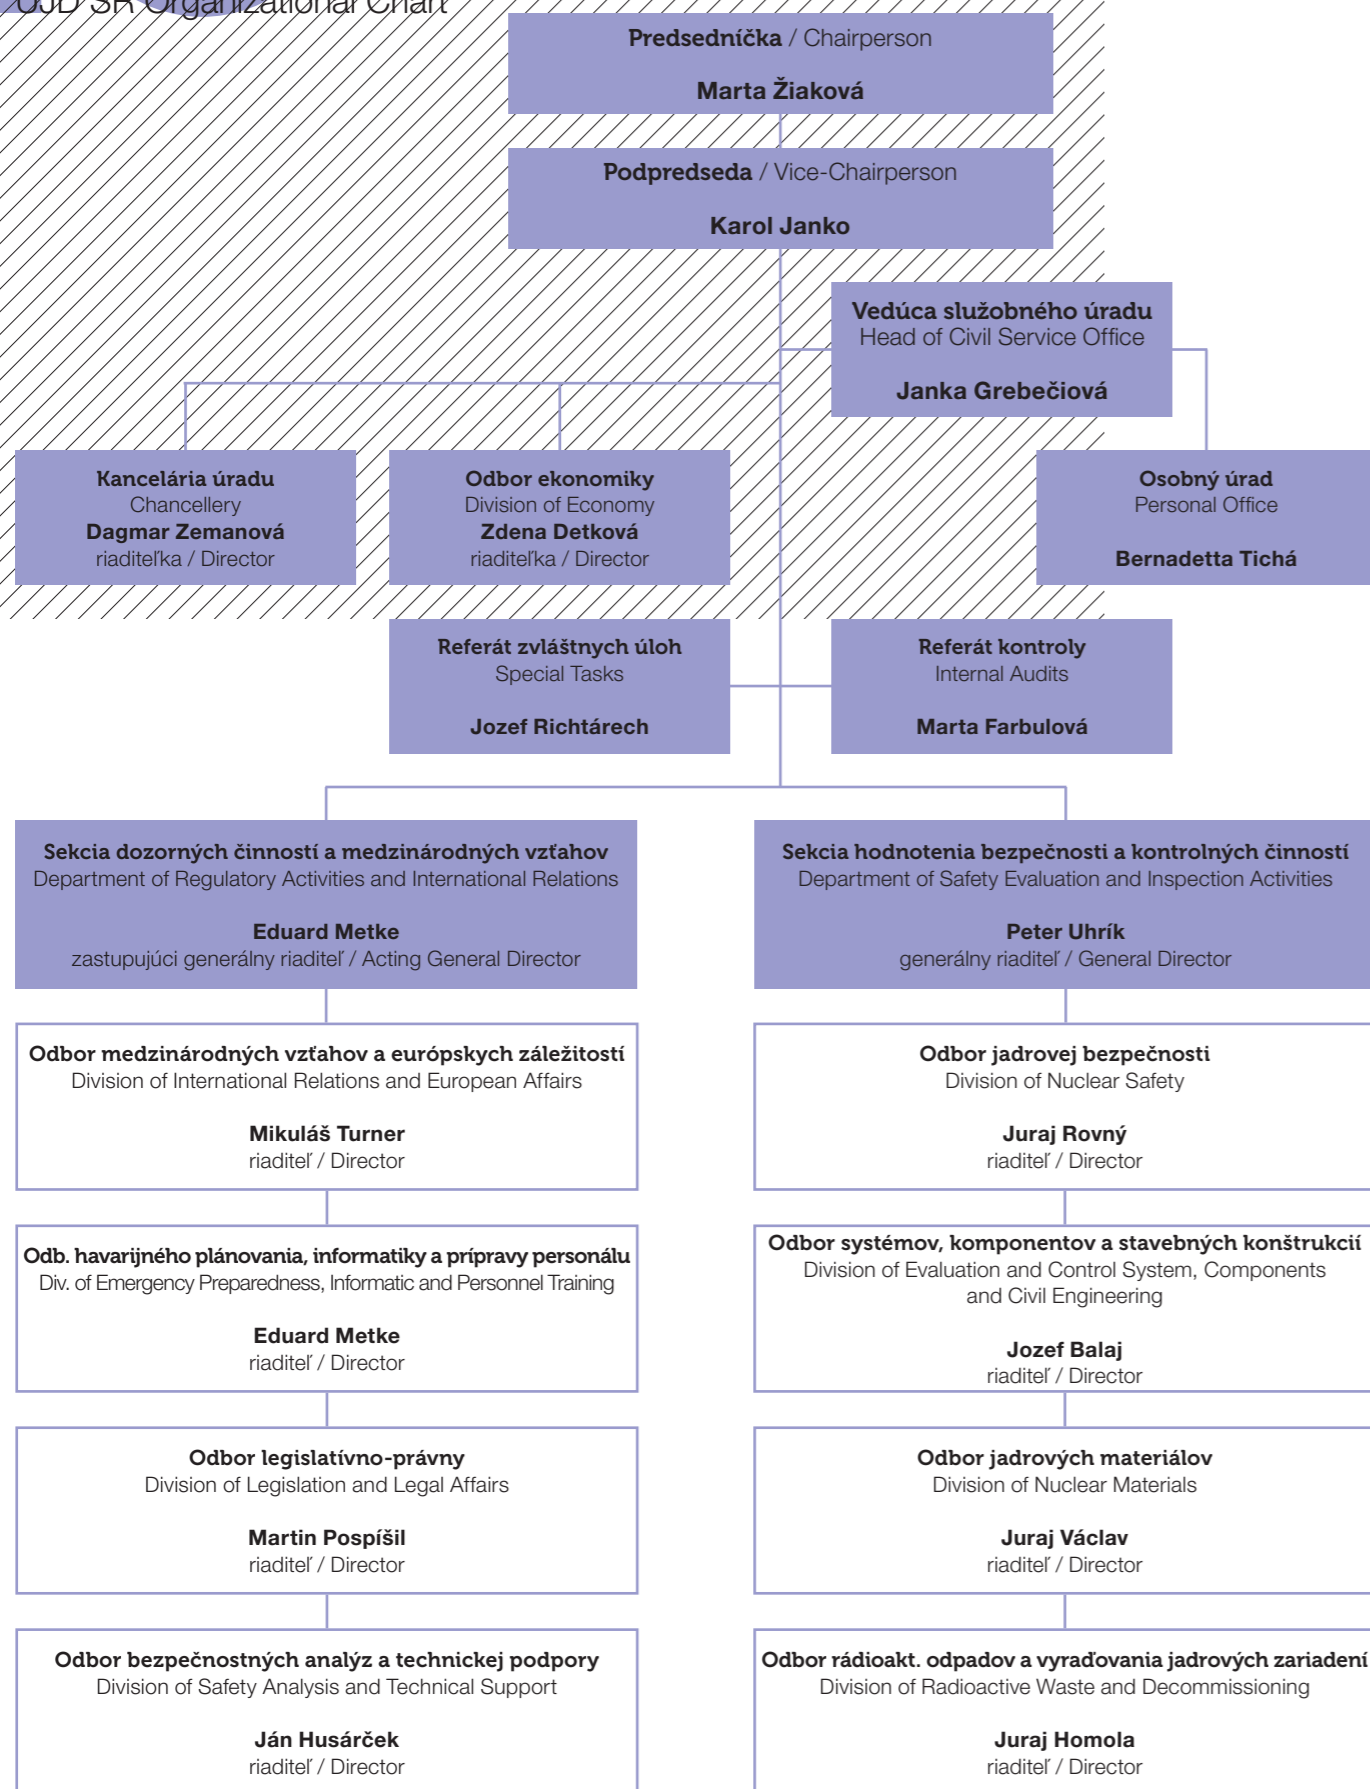 ÚJD SR Organizational Chart
Predsedníčka / Chairperson
Marta Žiaková
Podpredseda / Vice-Chairperson
Karol Janko
Vedúca služobného úradu
Head of Civil Service Office
Janka Grebečiová
Kancelária úradu
Chancellery
Dagmar Zemanová
riaditeľka / Director
Odbor ekonomiky
Division of Economy
Zdena Detková
riaditeľka / Director
Osobný úrad
Personal Office
Bernadetta Tichá
Referát zvláštnych úloh
Special Tasks
Jozef Richtárech
Referát kontroly
Internal Audits
Marta Farbulová
Sekcia dozorných činností a medzinárodných vzťahov
Department of Regulatory Activities and International Relations
Eduard Metke
zastupujúci generálny riaditeľ / Acting General Director
Sekcia hodnotenia bezpečnosti a kontrolných činností
Department of Safety Evaluation and Inspection Activities
Peter Uhrík
generálny riaditeľ / General Director
Odbor medzinárodných vzťahov a európskych záležitostí
Division of International Relations and European Affairs
Mikuláš Turner
riaditeľ / Director
Odbor jadrovej bezpečnosti
Division of Nuclear Safety
Juraj Rovný
riaditeľ / Director
Odb. havarijného plánovania, informatiky a prípravy personálu
Div. of Emergency Preparedness, Informatic and Personnel Training
Eduard Metke
riaditeľ / Director
Odbor systémov, komponentov a stavebných konštrukcií
Division of Evaluation and Control System, Components
and Civil Engineering
Jozef Balaj
riaditeľ / Director
Odbor legislatívno-právny
Division of Legislation and Legal Affairs
Martin Pospíšil
riaditeľ / Director
Odbor jadrových materiálov
Division of Nuclear Materials
Juraj Václav
riaditeľ / Director
Odbor bezpečnostných analýz a technickej podpory
Division of Safety Analysis and Technical Support
Ján Husárček
riaditeľ / Director
Odbor rádioakt. odpadov a vyraďovania jadrových zariadení
Division of Radioactive Waste and Decommissioning
Juraj Homola
riaditeľ / Director